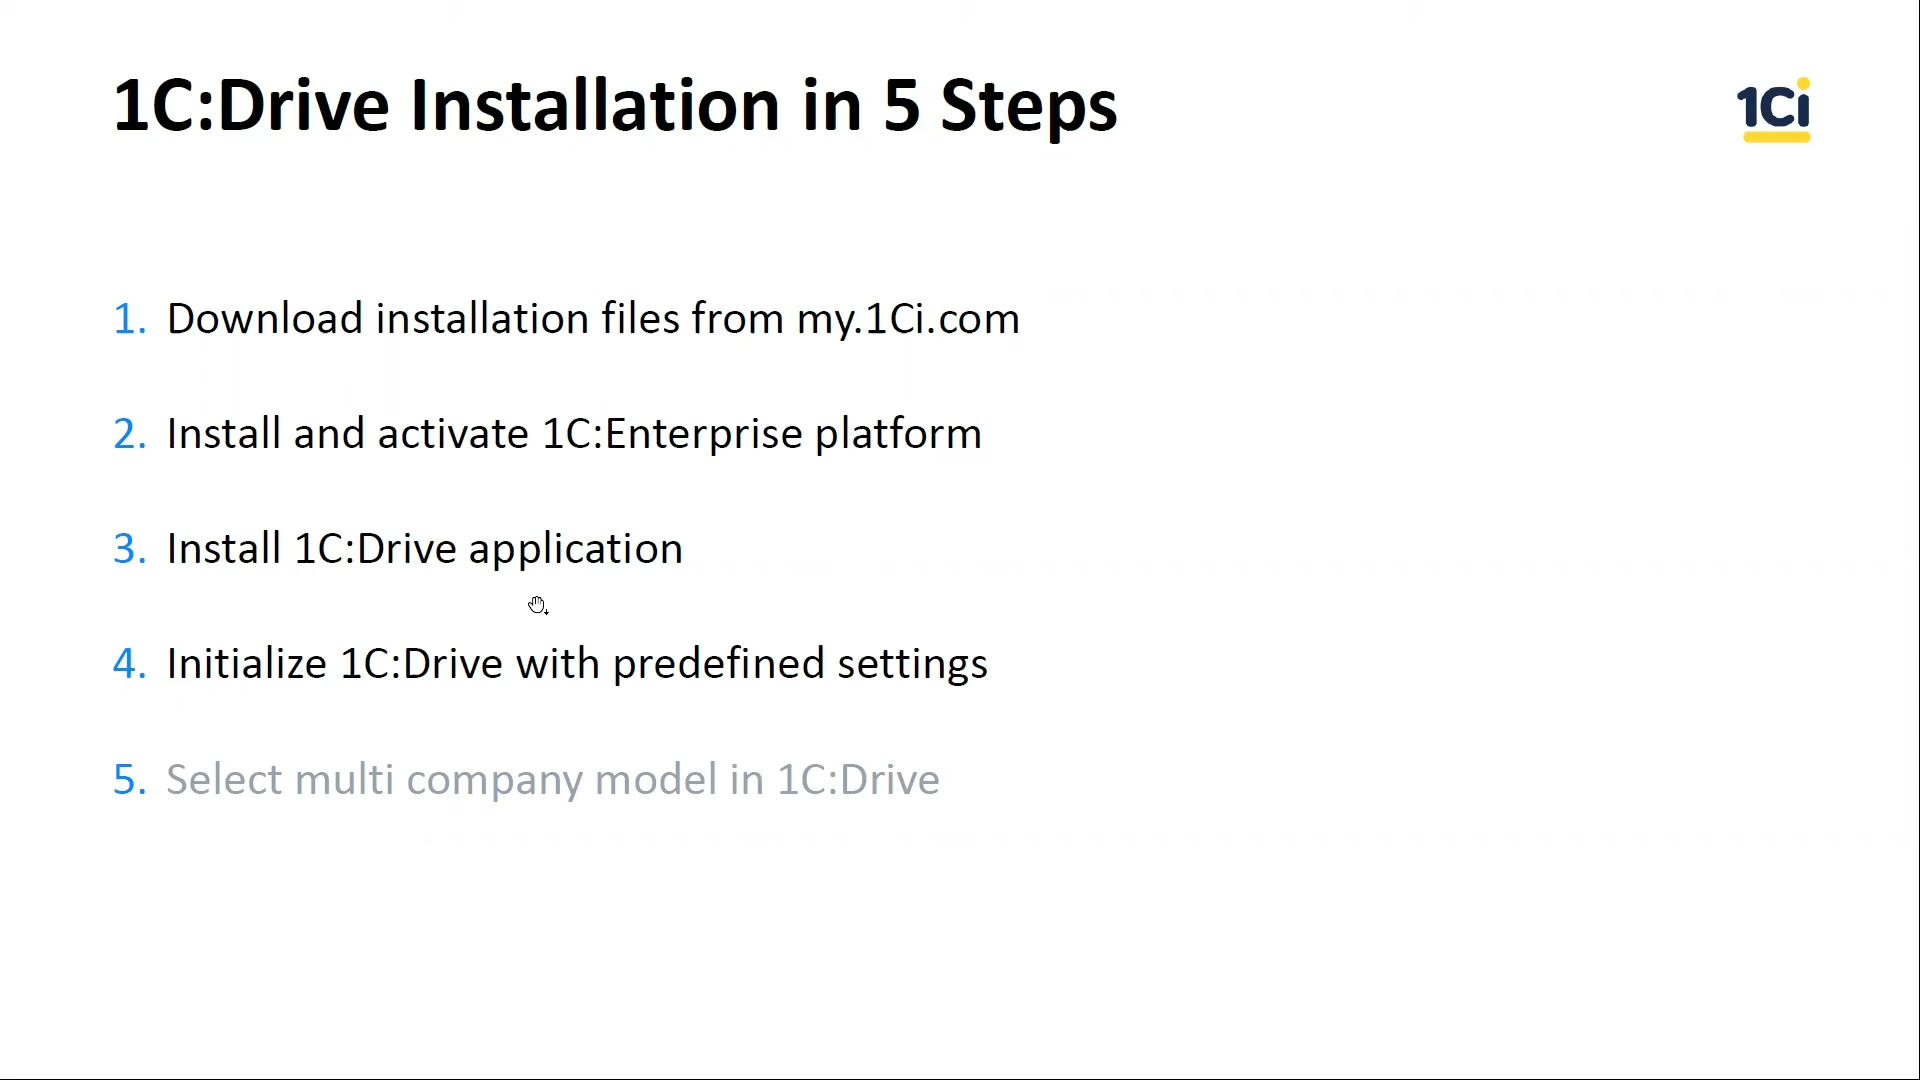 1C:Drive Installation in 5 Steps
1Ci
1. Download installation files from my.1Ci.com
2. Install and activate 1C:Enterprise platform
3. Install 1C:Drive application
4. Initialize 1C:Drive with predefined settings
5. Select multi company model in 1C:Drive